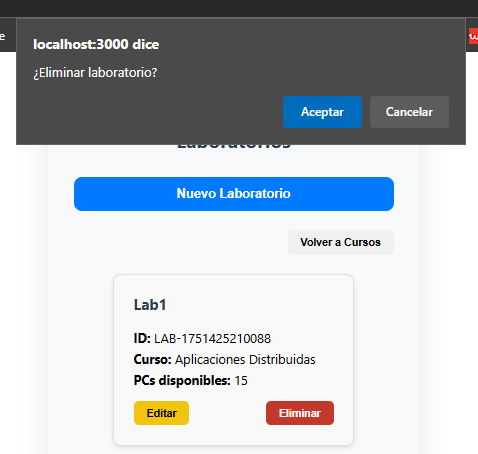 e
localhost:3000 dice
¿Eliminar laboratorio?
Aceptar Cancelar
Laboratorios
Nuevo Laboratorio
Volver a Cursos
Lab1
ID: LAB-1751425210088
Curso: Aplicaciones Distribuidas
PCs disponibles: 15
Editar Eliminar